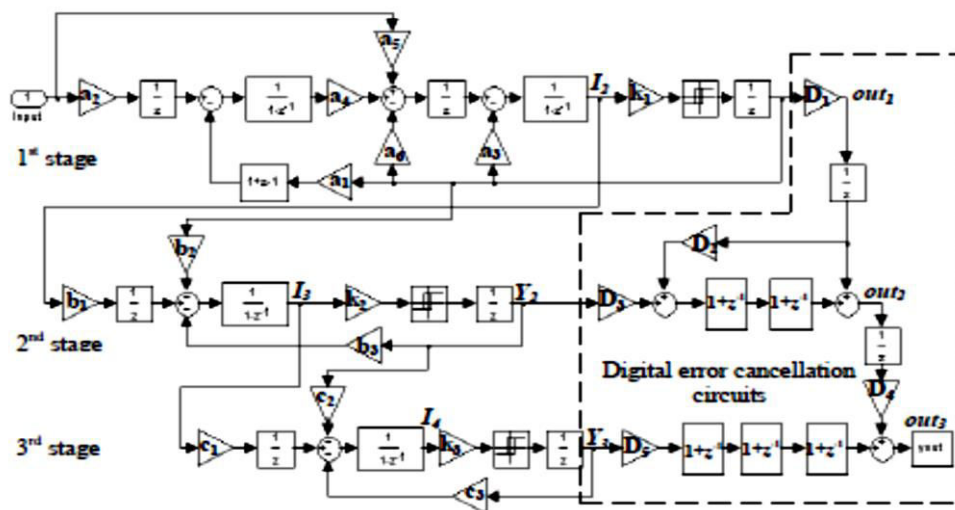 a₅
1
Input
a₂
1
z
1
1-z⁻¹
a₄
1
z
1
1-z⁻¹
I₂
k₁
1
z
D₁
out₁
1ˢᵗ stage
1+z-1
a₁
a₆
a₃
1
z
b₂
D₂
b₁
1
z
1
1-z⁻¹
I₃
k₂
1
z
Y₂
D₃
1+z⁻¹
1+z⁻¹
out₂
2ⁿᵈ stage
b₃
1
z
Digital error cancellation
circuits
c₂
D₄
3ʳᵈ stage
c₁
1
z
1
1-z⁻¹
I₄
k₃
1
z
Y₃
D₅
1+z⁻¹
1+z⁻¹
1+z⁻¹
out₃
yout
c₃